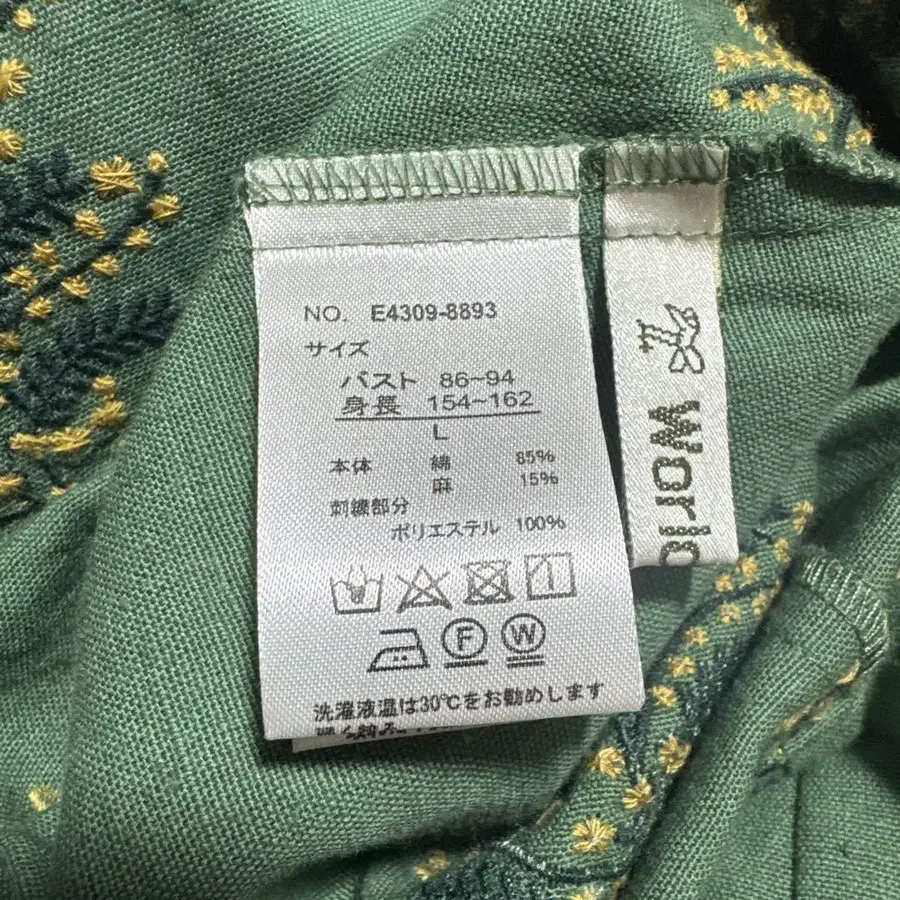 NO. E4309-8893
サイズ
バスト 86~94
身長 154~162
L
本体 綿 85%
麻 15%
刺繍部分
ポリエステル 100%
F W
洗濯液温は30℃をお勧めします
Worl